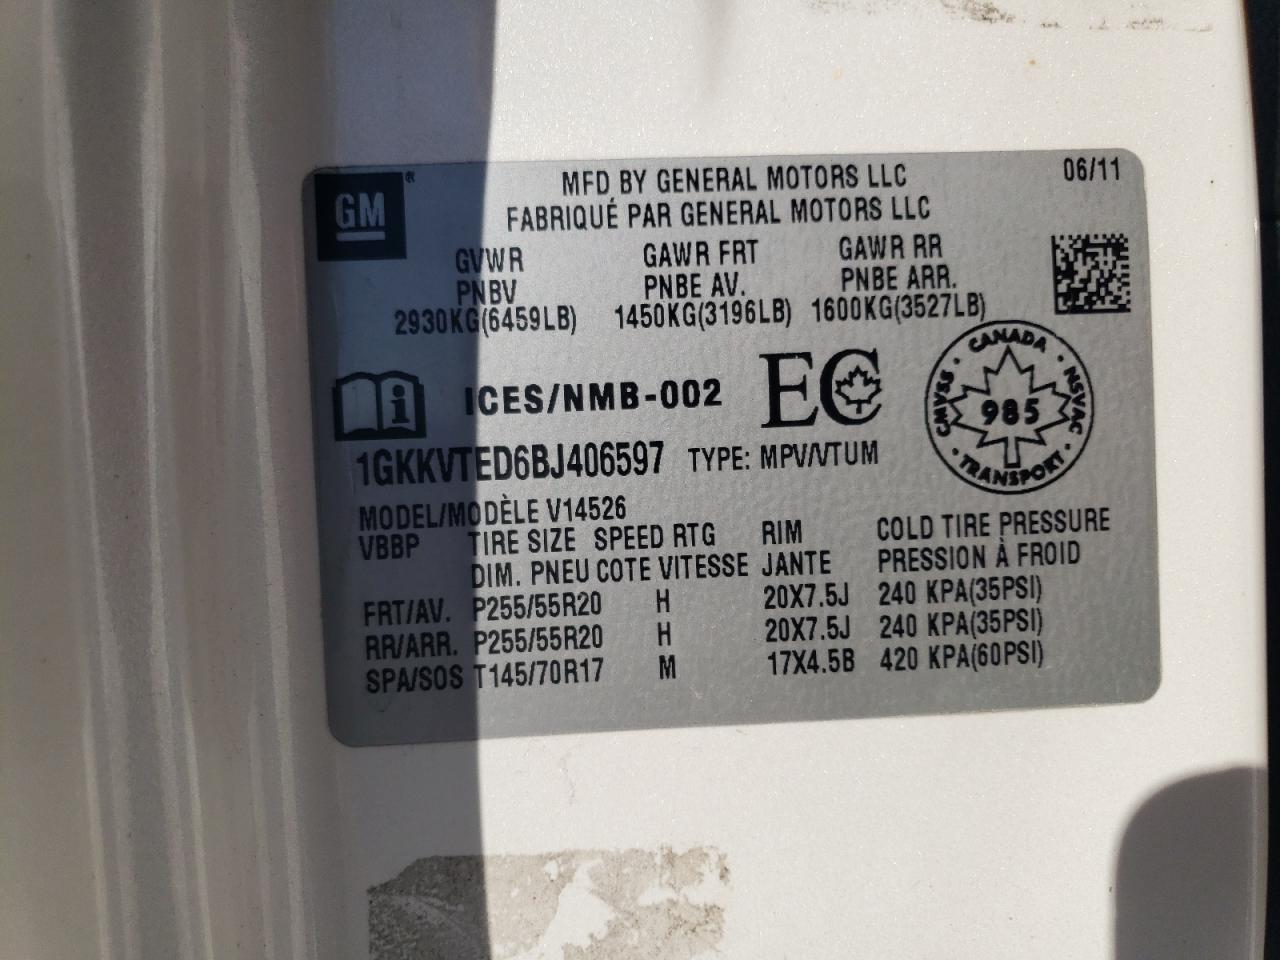 GM®
MFD BY GENERAL MOTORS LLC 06/11
FABRIQUÉ PAR GENERAL MOTORS LLC
GVWR GAWR FRT GAWR RR
PNBV PNBE AV. PNBE ARR.
2930KG(6459LB) 1450KG(3196LB) 1600KG(3527LB)
i ICES/NMB-002 EC
CANADA
CMVSS · NSVAC
985
TRANSPORT
1GKKVTED6BJ406597 TYPE: MPV/VTUM
MODEL/MODÈLE V14526
VBBP TIRE SIZE SPEED RTG RIM COLD TIRE PRESSURE
DIM. PNEU COTE VITESSE JANTE PRESSION À FROID
FRT/AV. P255/55R20 H 20X7.5J 240 KPA(35PSI)
RR/ARR. P255/55R20 H 20X7.5J 240 KPA(35PSI)
SPA/SOS T145/70R17 M 17X4.5B 420 KPA(60PSI)